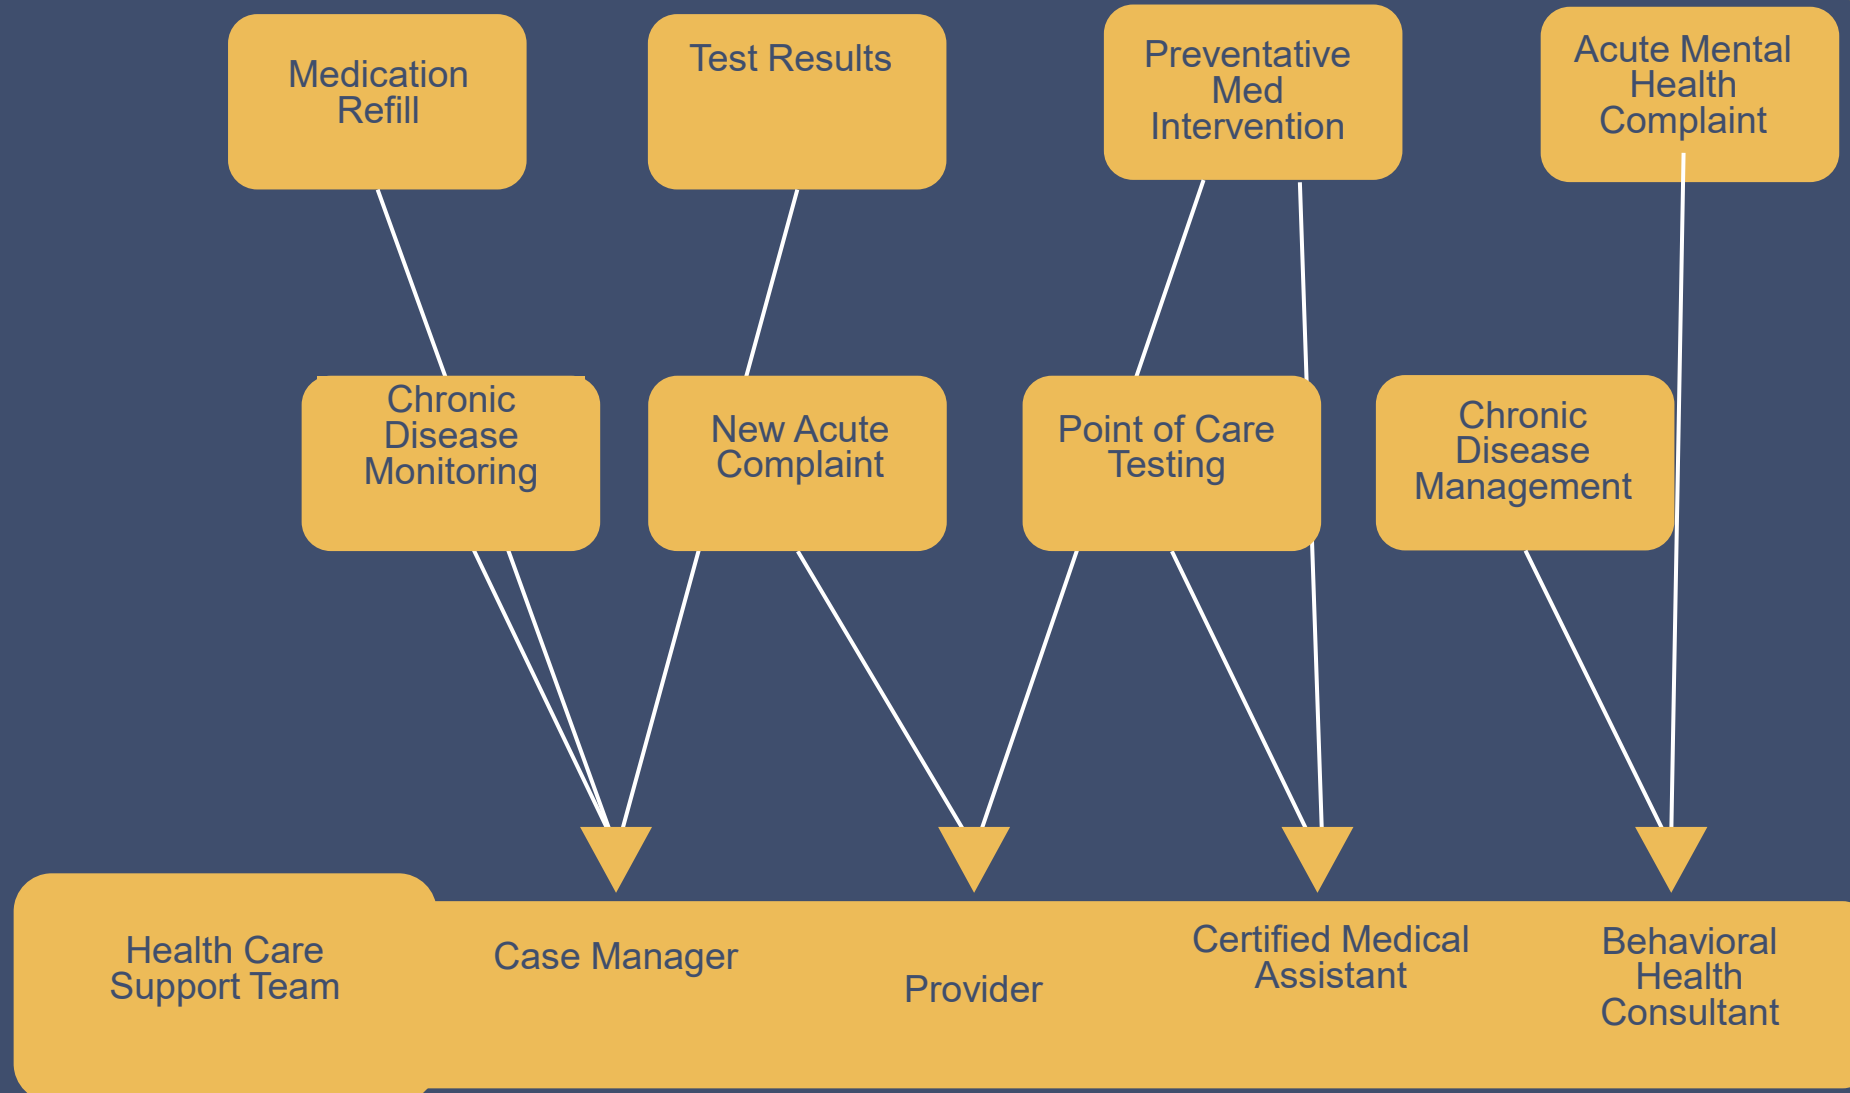 Medication
Refill
Test Results
Preventative
Med
Intervention
Acute Mental
Health
Complaint
Chronic
Disease
Monitoring
New Acute
Complaint
Point of Care
Testing
Chronic
Disease
Management
Health Care
Support Team
Case Manager
Provider
Certified Medical
Assistant
Behavioral
Health
Consultant